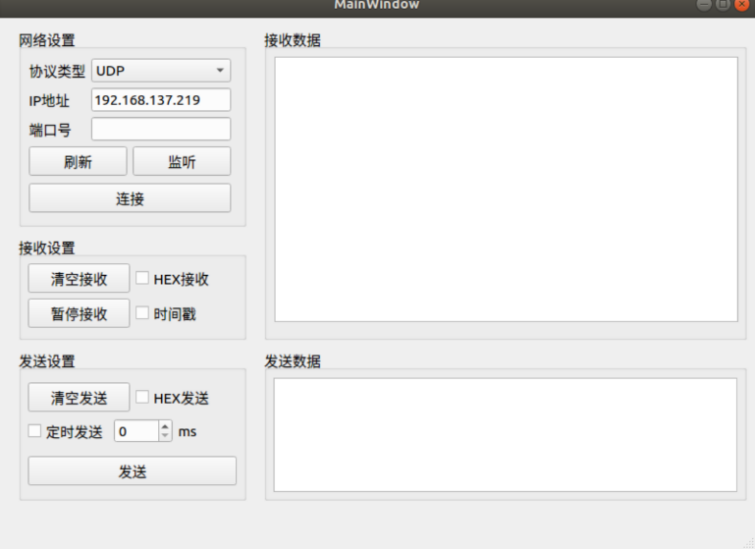 MainWindow
网络设置
协议类型 UDP
IP地址 192.168.137.219
端口号
刷新 监听
连接
接收设置
清空接收 HEX接收
暂停接收 时间戳
发送设置
清空发送 HEX发送
定时发送 0 ms
发送
接收数据
发送数据